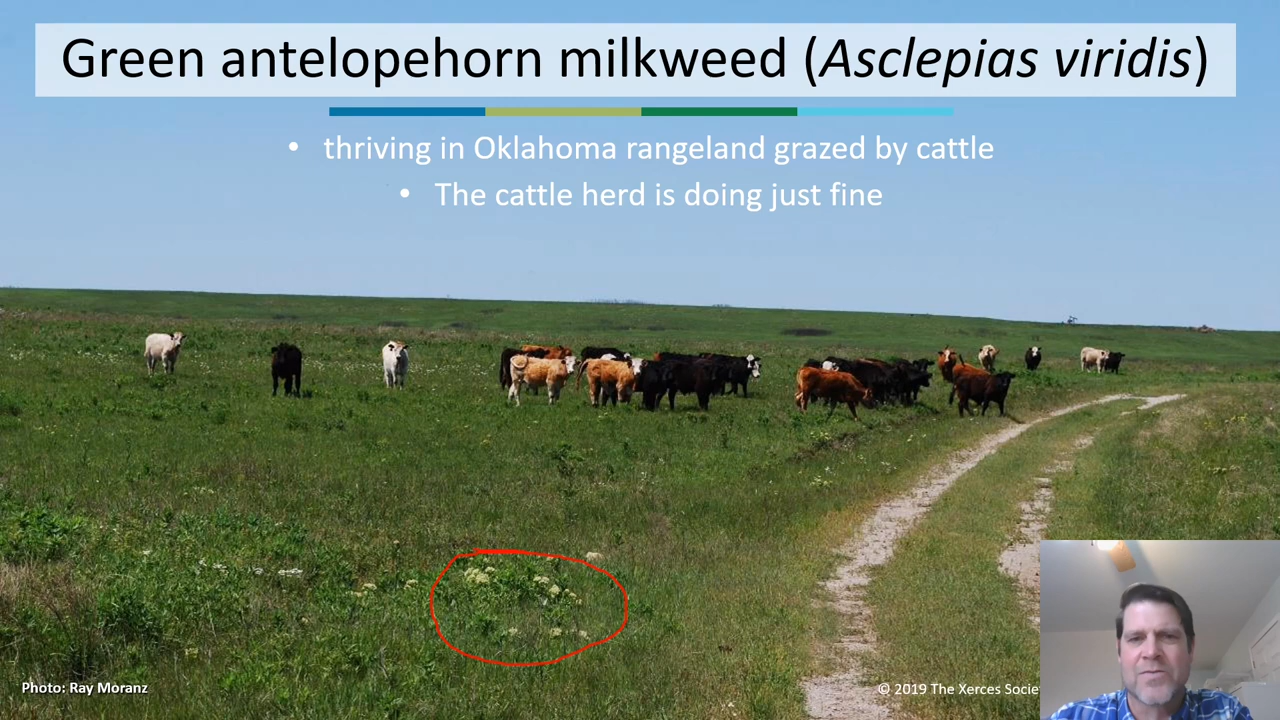 Green antelopehorn milkweed (Asclepias viridis)
• thriving in Oklahoma rangeland grazed by cattle
• The cattle herd is doing just fine
Photo: Ray Moranz
© 2019 The Xerces Socie